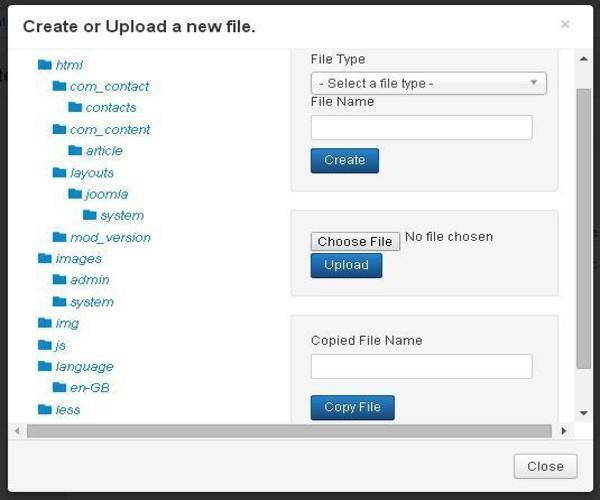 Create or Upload a new file.
×
html
com_contact
contacts
com_content
article
layouts
joomla
system
mod_version
images
admin
system
img
js
language
en-GB
less
File Type
- Select a file type -
File Name
Create
Choose File No file chosen
Upload
Copied File Name
Copy File
Close